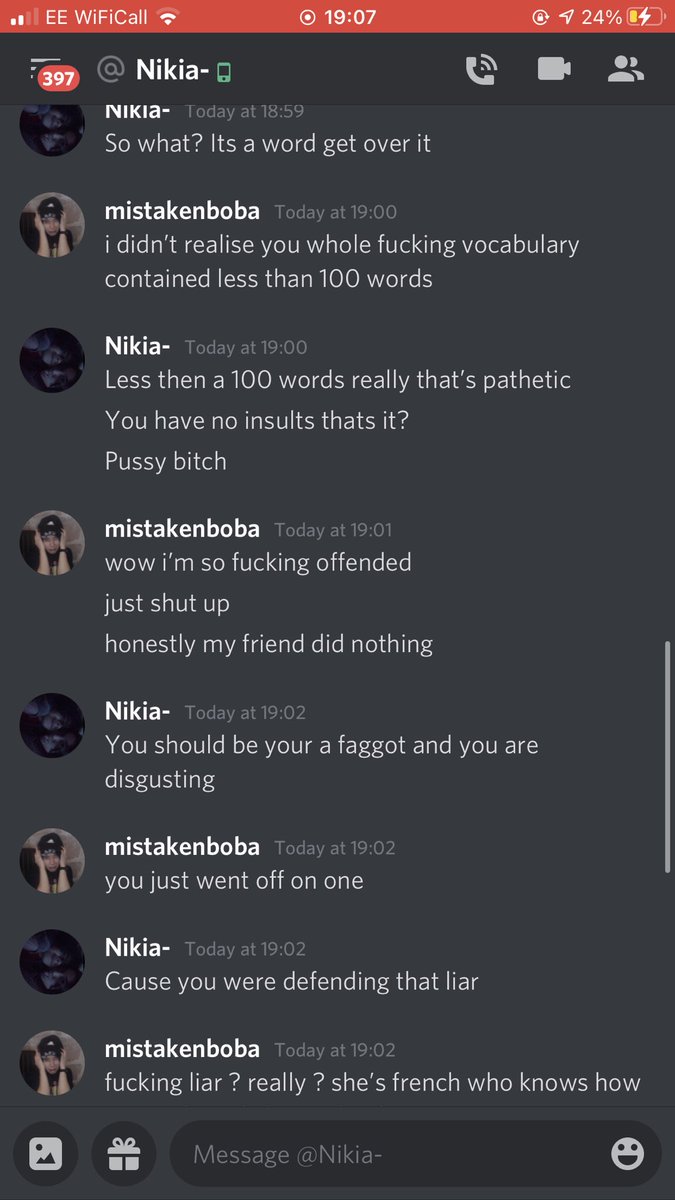 EE WiFiCall 19:07 24%
397 @ Nikia-
Nikia- Today at 18:59
So what? Its a word get over it
mistakenboba Today at 19:00
i didn’t realise you whole fucking vocabulary
contained less than 100 words
Nikia- Today at 19:00
Less then a 100 words really that’s pathetic
You have no insults thats it?
Pussy bitch
mistakenboba Today at 19:01
wow i’m so fucking offended
just shut up
honestly my friend did nothing
Nikia- Today at 19:02
You should be your a faggot and you are
disgusting
mistakenboba Today at 19:02
you just went off on one
Nikia- Today at 19:02
Cause you were defending that liar
mistakenboba Today at 19:02
fucking liar ? really ? she’s french who knows how
Message @Nikia-